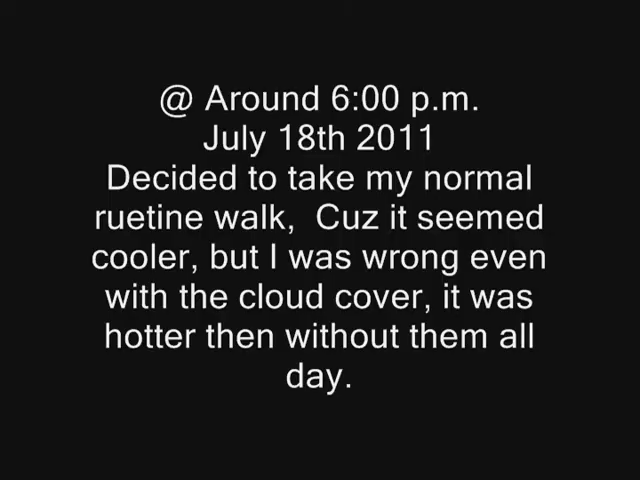 @ Around 6:00 p.m.
July 18th 2011
Decided to take my normal
ruetine walk,  Cuz it seemed
cooler, but I was wrong even
with the cloud cover, it was
hotter then without them all
day.